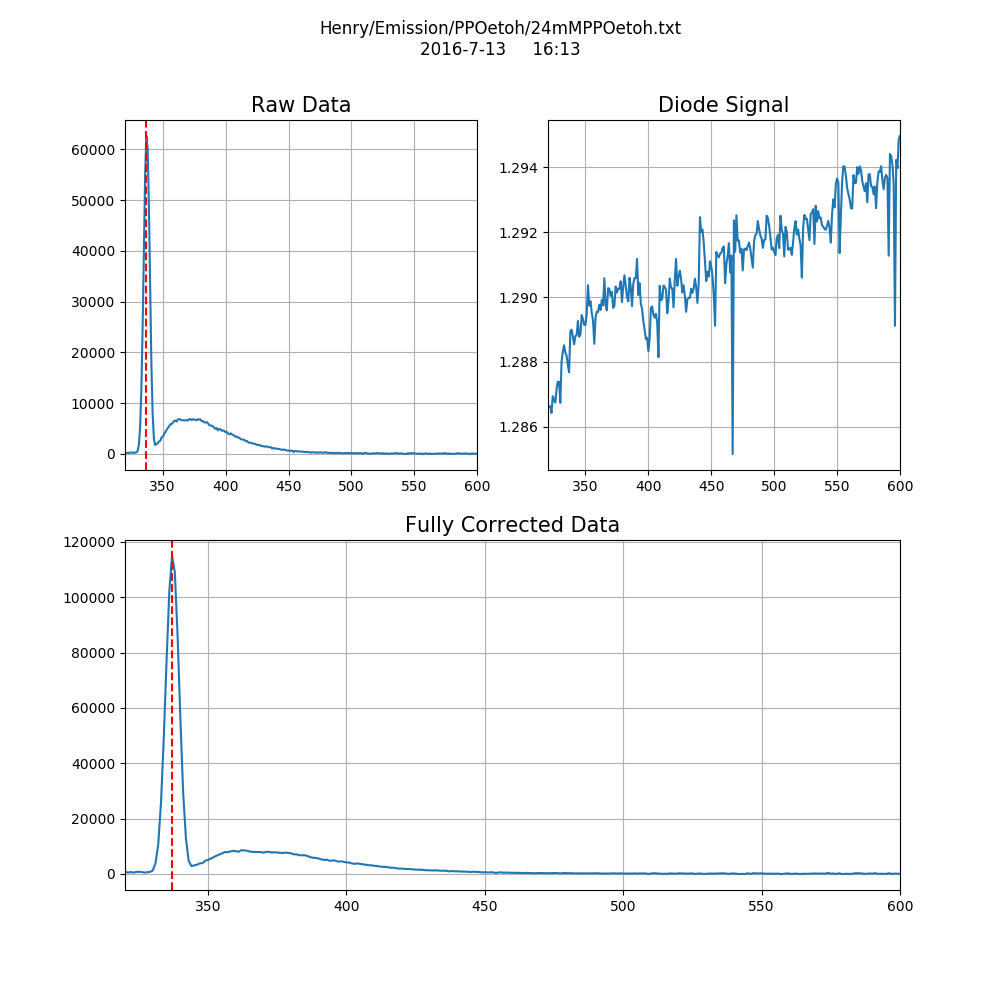 Henry/Emission/PPOetoh/24mMPPOetoh.txt
2016-7-13 16:13
Raw Data
60000
50000
40000
30000
20000
10000
0
350 400 450 500 550 600
Diode Signal
1.294
1.292
1.290
1.288
1.286
350 400 450 500 550 600
Fully Corrected Data
120000
100000
80000
60000
40000
20000
0
350 400 450 500 550 600